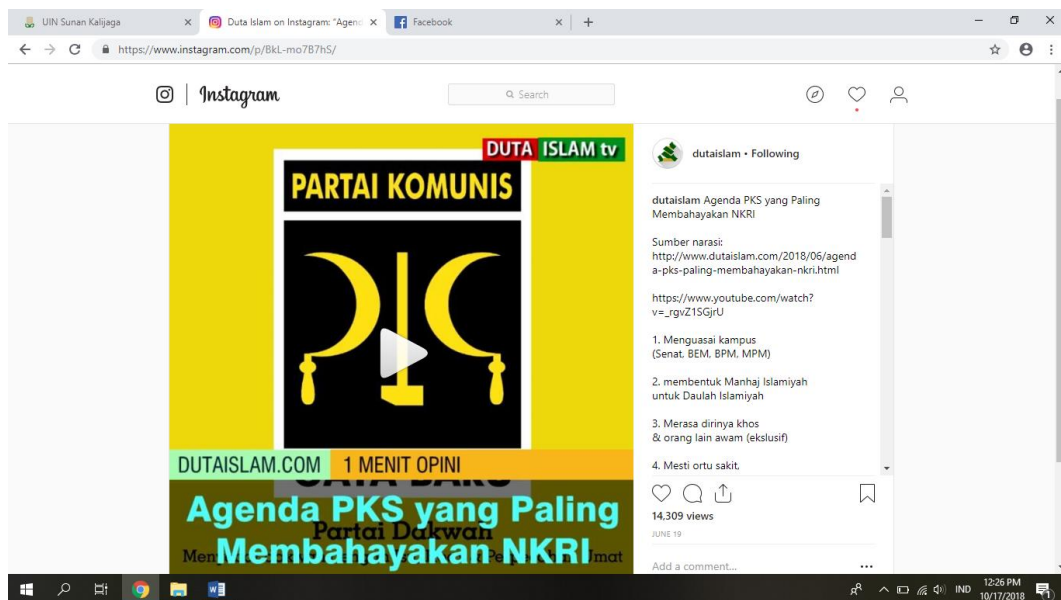 UIN Sunan Kalijaga
Duta Islam on Instagram: "Agend
Facebook
https://www.instagram.com/p/BkL-mo7B7hS/
Instagram
Search
DUTA ISLAM tv
PARTAI KOMUNIS
DUTAISLAM.COM 1 MENIT OPINI
Agenda PKS yang Paling
Partai Dakwah
Membahayakan NKRI
Umat
dutaislam • Following
dutaislam Agenda PKS yang Paling
Membahayakan NKRI
Sumber narasi:
http://www.dutaislam.com/2018/06/agend
a-pks-paling-membahayakan-nkri.html
https://www.youtube.com/watch?
v=_rgvZ1SGjrU
1. Menguasai kampus
(Senat, BEM, BPM, MPM)
2. membentuk Manhaj Islamiyah
untuk Daulah Islamiyah
3. Merasa dirinya khos
& orang lain awam (ekslusif)
4. Mesti ortu sakit,
14,309 views
JUNE 19
Add a comment...
IND
12:26 PM
10/17/2018